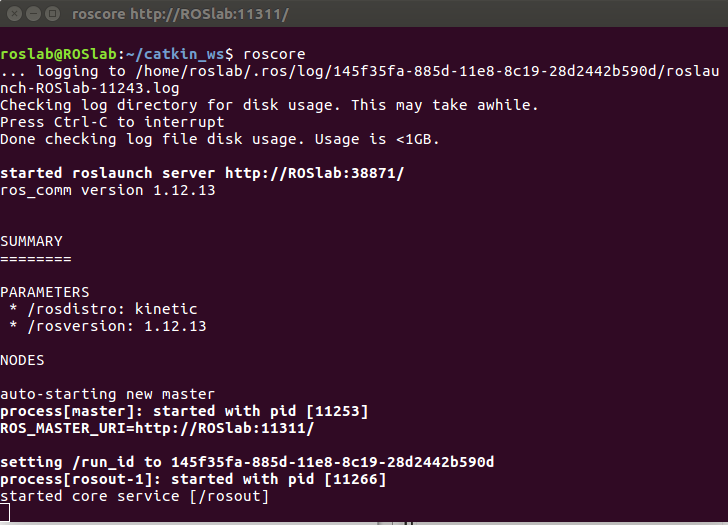 roscore http://ROSlab:11311/
roslab@ROSlab:~/catkin_ws$ roscore
... logging to /home/roslab/.ros/log/145f35fa-885d-11e8-8c19-28d2442b590d/roslau
nch-ROSlab-11243.log
Checking log directory for disk usage. This may take awhile.
Press Ctrl-C to interrupt
Done checking log file disk usage. Usage is <1GB.
started roslaunch server http://ROSlab:38871/
ros_comm version 1.12.13
SUMMARY
========
PARAMETERS
 * /rosdistro: kinetic
 * /rosversion: 1.12.13
NODES
auto-starting new master
process[master]: started with pid [11253]
ROS_MASTER_URI=http://ROSlab:11311/
setting /run_id to 145f35fa-885d-11e8-8c19-28d2442b590d
process[rosout-1]: started with pid [11266]
started core service [/rosout]